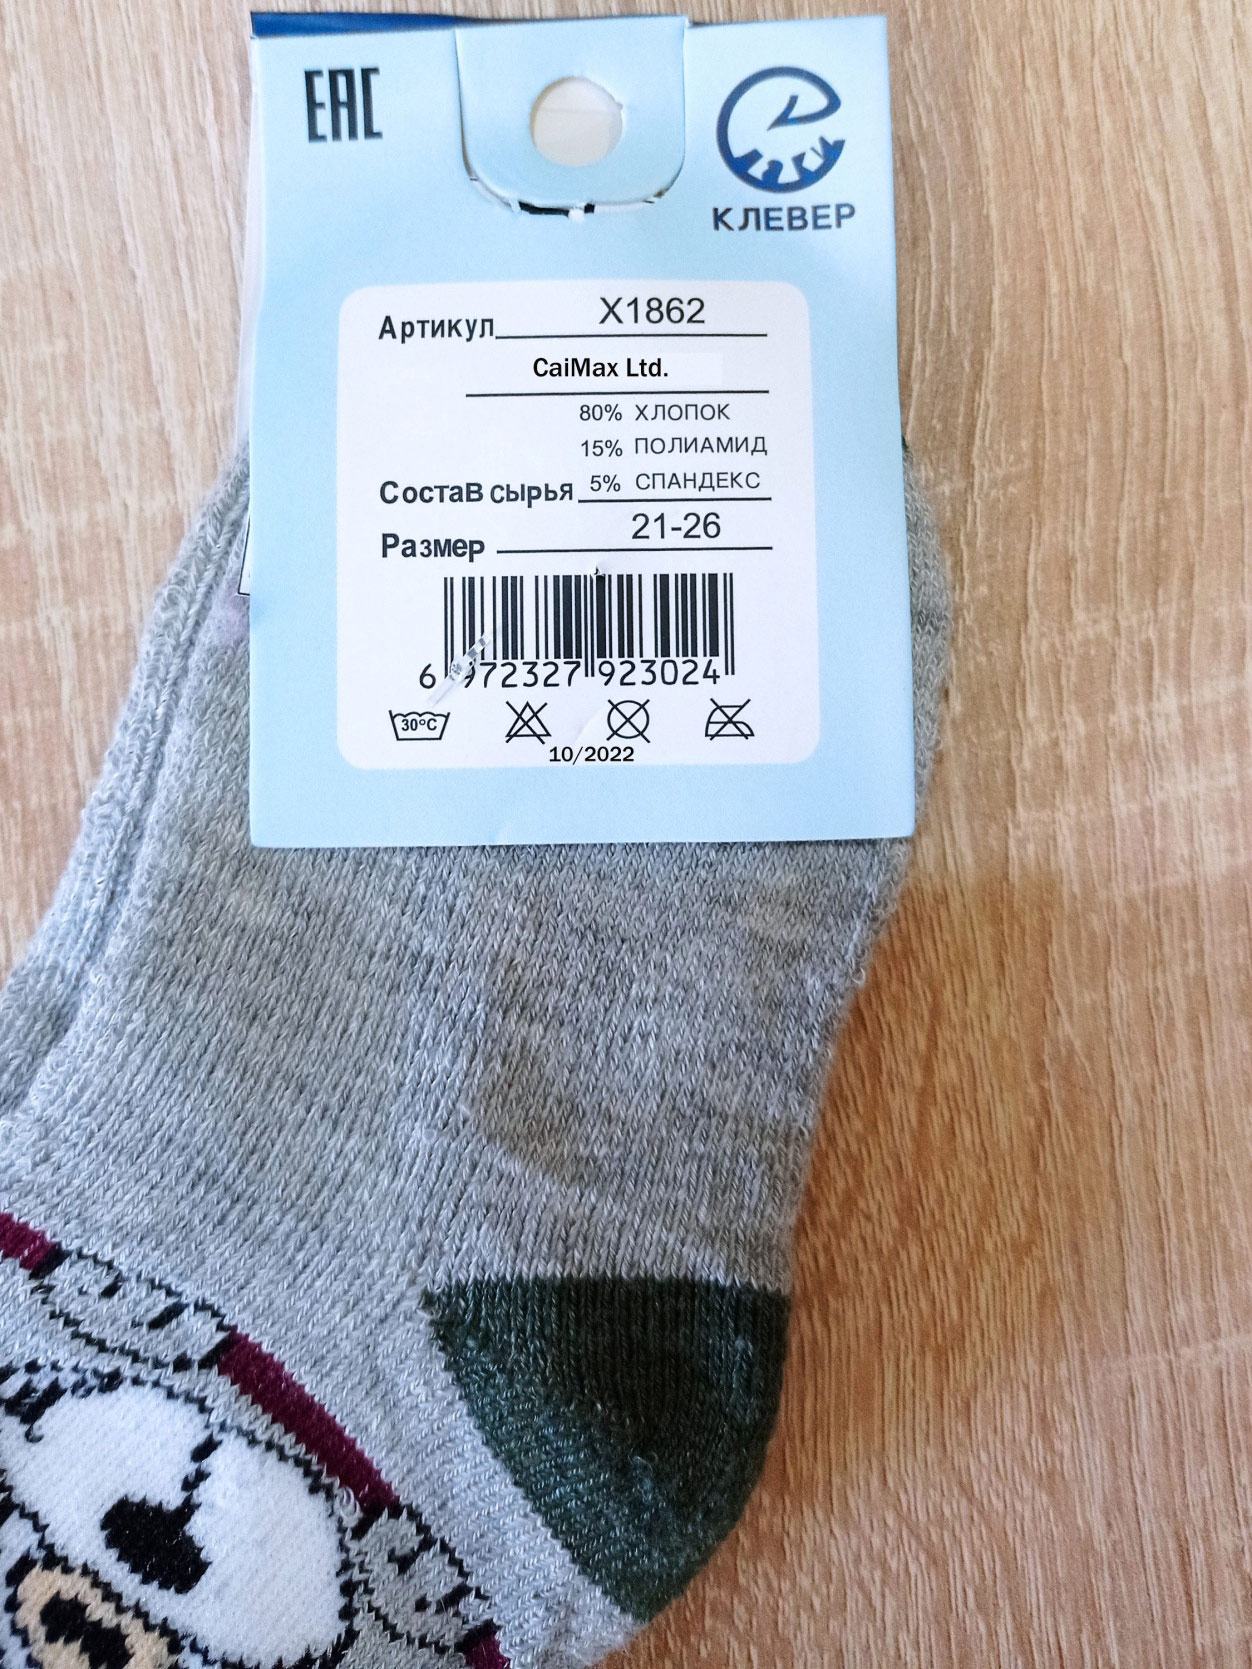 EAC
КЛЕВЕР
Артикул X1862
CaiMax Ltd.
80% ХЛОПОК
15% ПОЛИАМИД
Состав сырья 5% СПАНДЕКС
Размер 21-26
6 972327 923024
30°C
10/2022